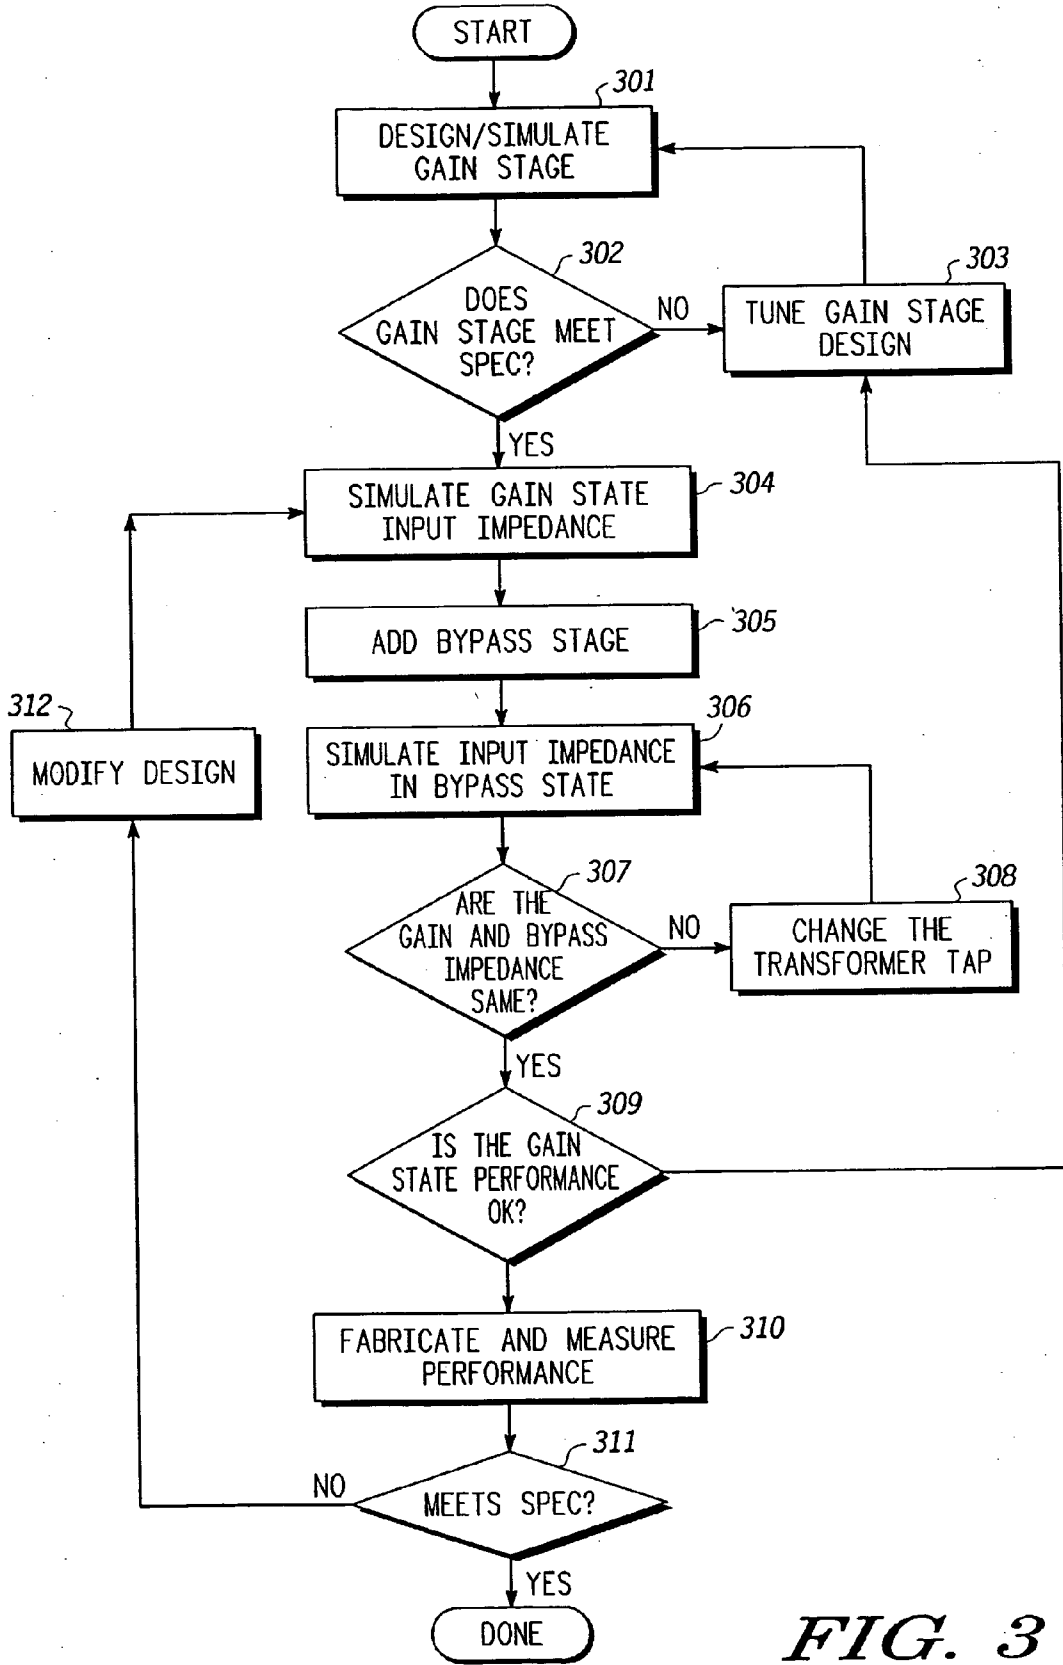 START
301
DESIGN/SIMULATE
GAIN STAGE
302
DOES
GAIN STAGE MEET
SPEC?
NO
303
TUNE GAIN STAGE
DESIGN
YES
304
SIMULATE GAIN STATE
INPUT IMPEDANCE
305
ADD BYPASS STAGE
306
SIMULATE INPUT IMPEDANCE
IN BYPASS STATE
312
MODIFY DESIGN
307
ARE THE
GAIN AND BYPASS
IMPEDANCE
SAME?
NO
308
CHANGE THE
TRANSFORMER TAP
YES
309
IS THE GAIN
STATE PERFORMANCE
OK?
310
FABRICATE AND MEASURE
PERFORMANCE
311
MEETS SPEC?
NO
YES
DONE
FIG. 3